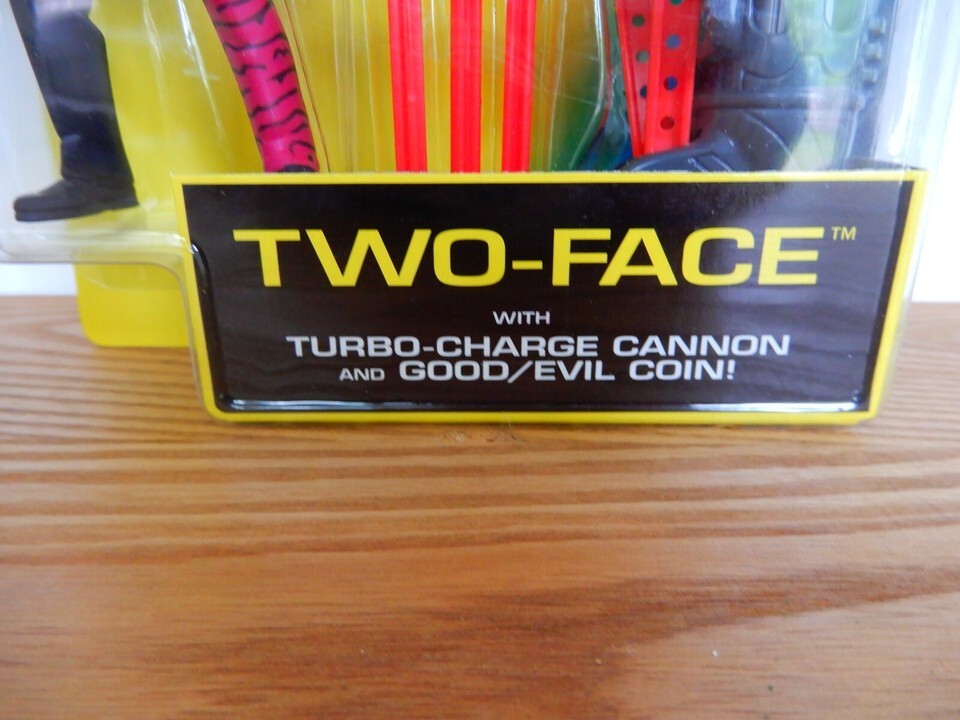 TWO-FACE™
WITH
TURBO-CHARGE CANNON
AND GOOD/EVIL COIN!